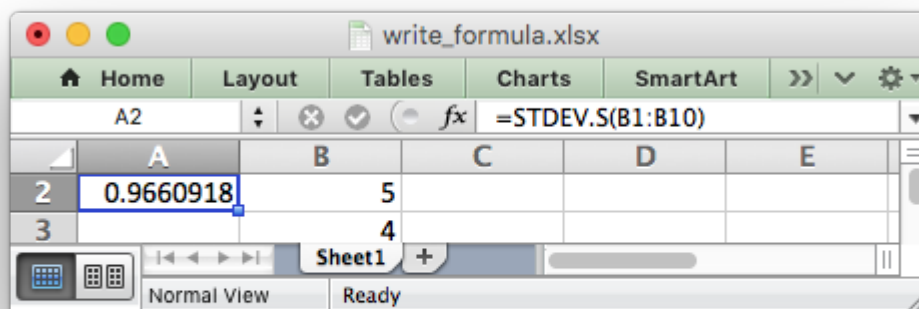 write_formula.xlsx
Home Layout Tables Charts SmartArt
A2 fx =STDEV.S(B1:B10)
A B C D E
2 0.9660918 5
3 4
Sheet1 +
Normal View Ready